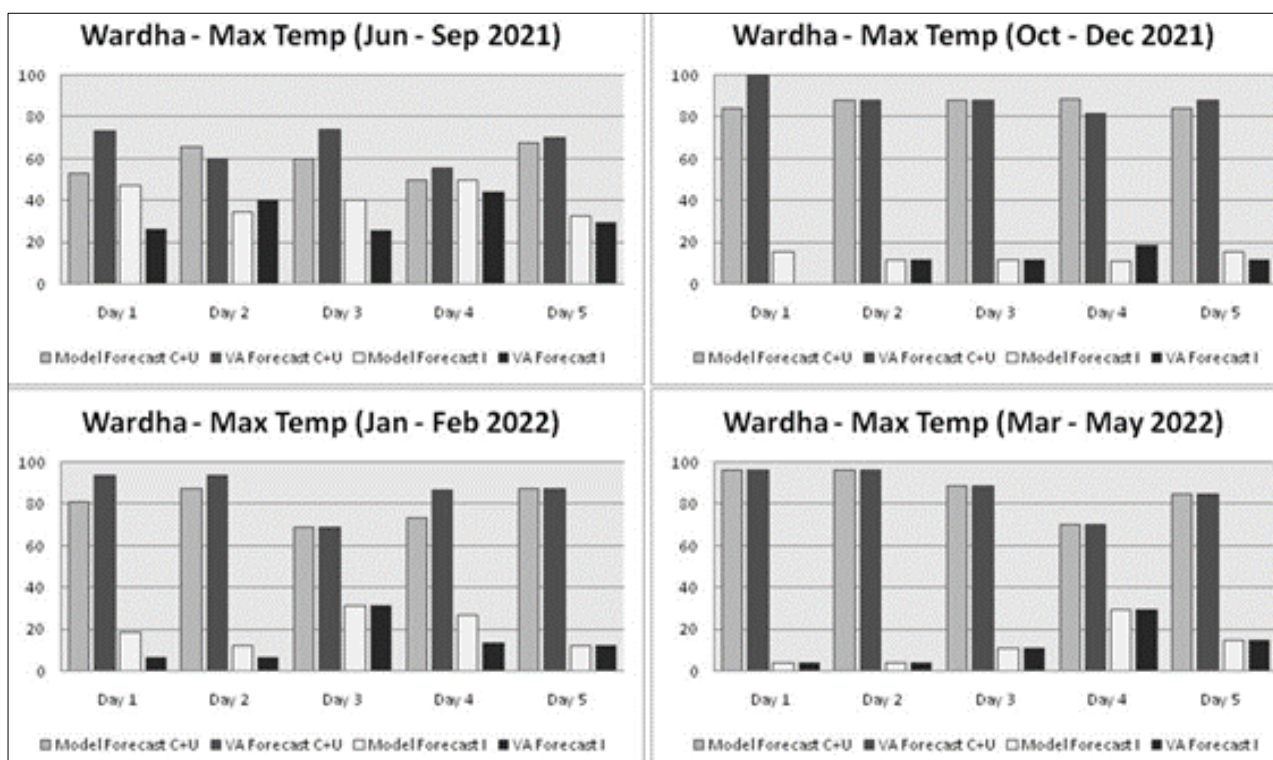 Wardha - Max Temp (Jun - Sep 2021)
100
80
60
40
20
0
Day 1 Day 2 Day 3 Day 4 Day 5
Model Forecast C+U VA Forecast C+U Model Forecast I VA Forecast I
Wardha - Max Temp (Oct - Dec 2021)
100
80
60
40
20
0
Day 1 Day 2 Day 3 Day 4 Day 5
Model Forecast C+U VA Forecast C+U Model Forecast I VA Forecast I
Wardha - Max Temp (Jan - Feb 2022)
100
80
60
40
20
0
Day 1 Day 2 Day 3 Day 4 Day 5
Model Forecast C+U VA Forecast C+U Model Forecast I VA Forecast I
Wardha - Max Temp (Mar - May 2022)
100
80
60
40
20
0
Day 1 Day 2 Day 3 Day 4 Day 5
Model Forecast C+U VA Forecast C+U Model Forecast I VA Forecast I